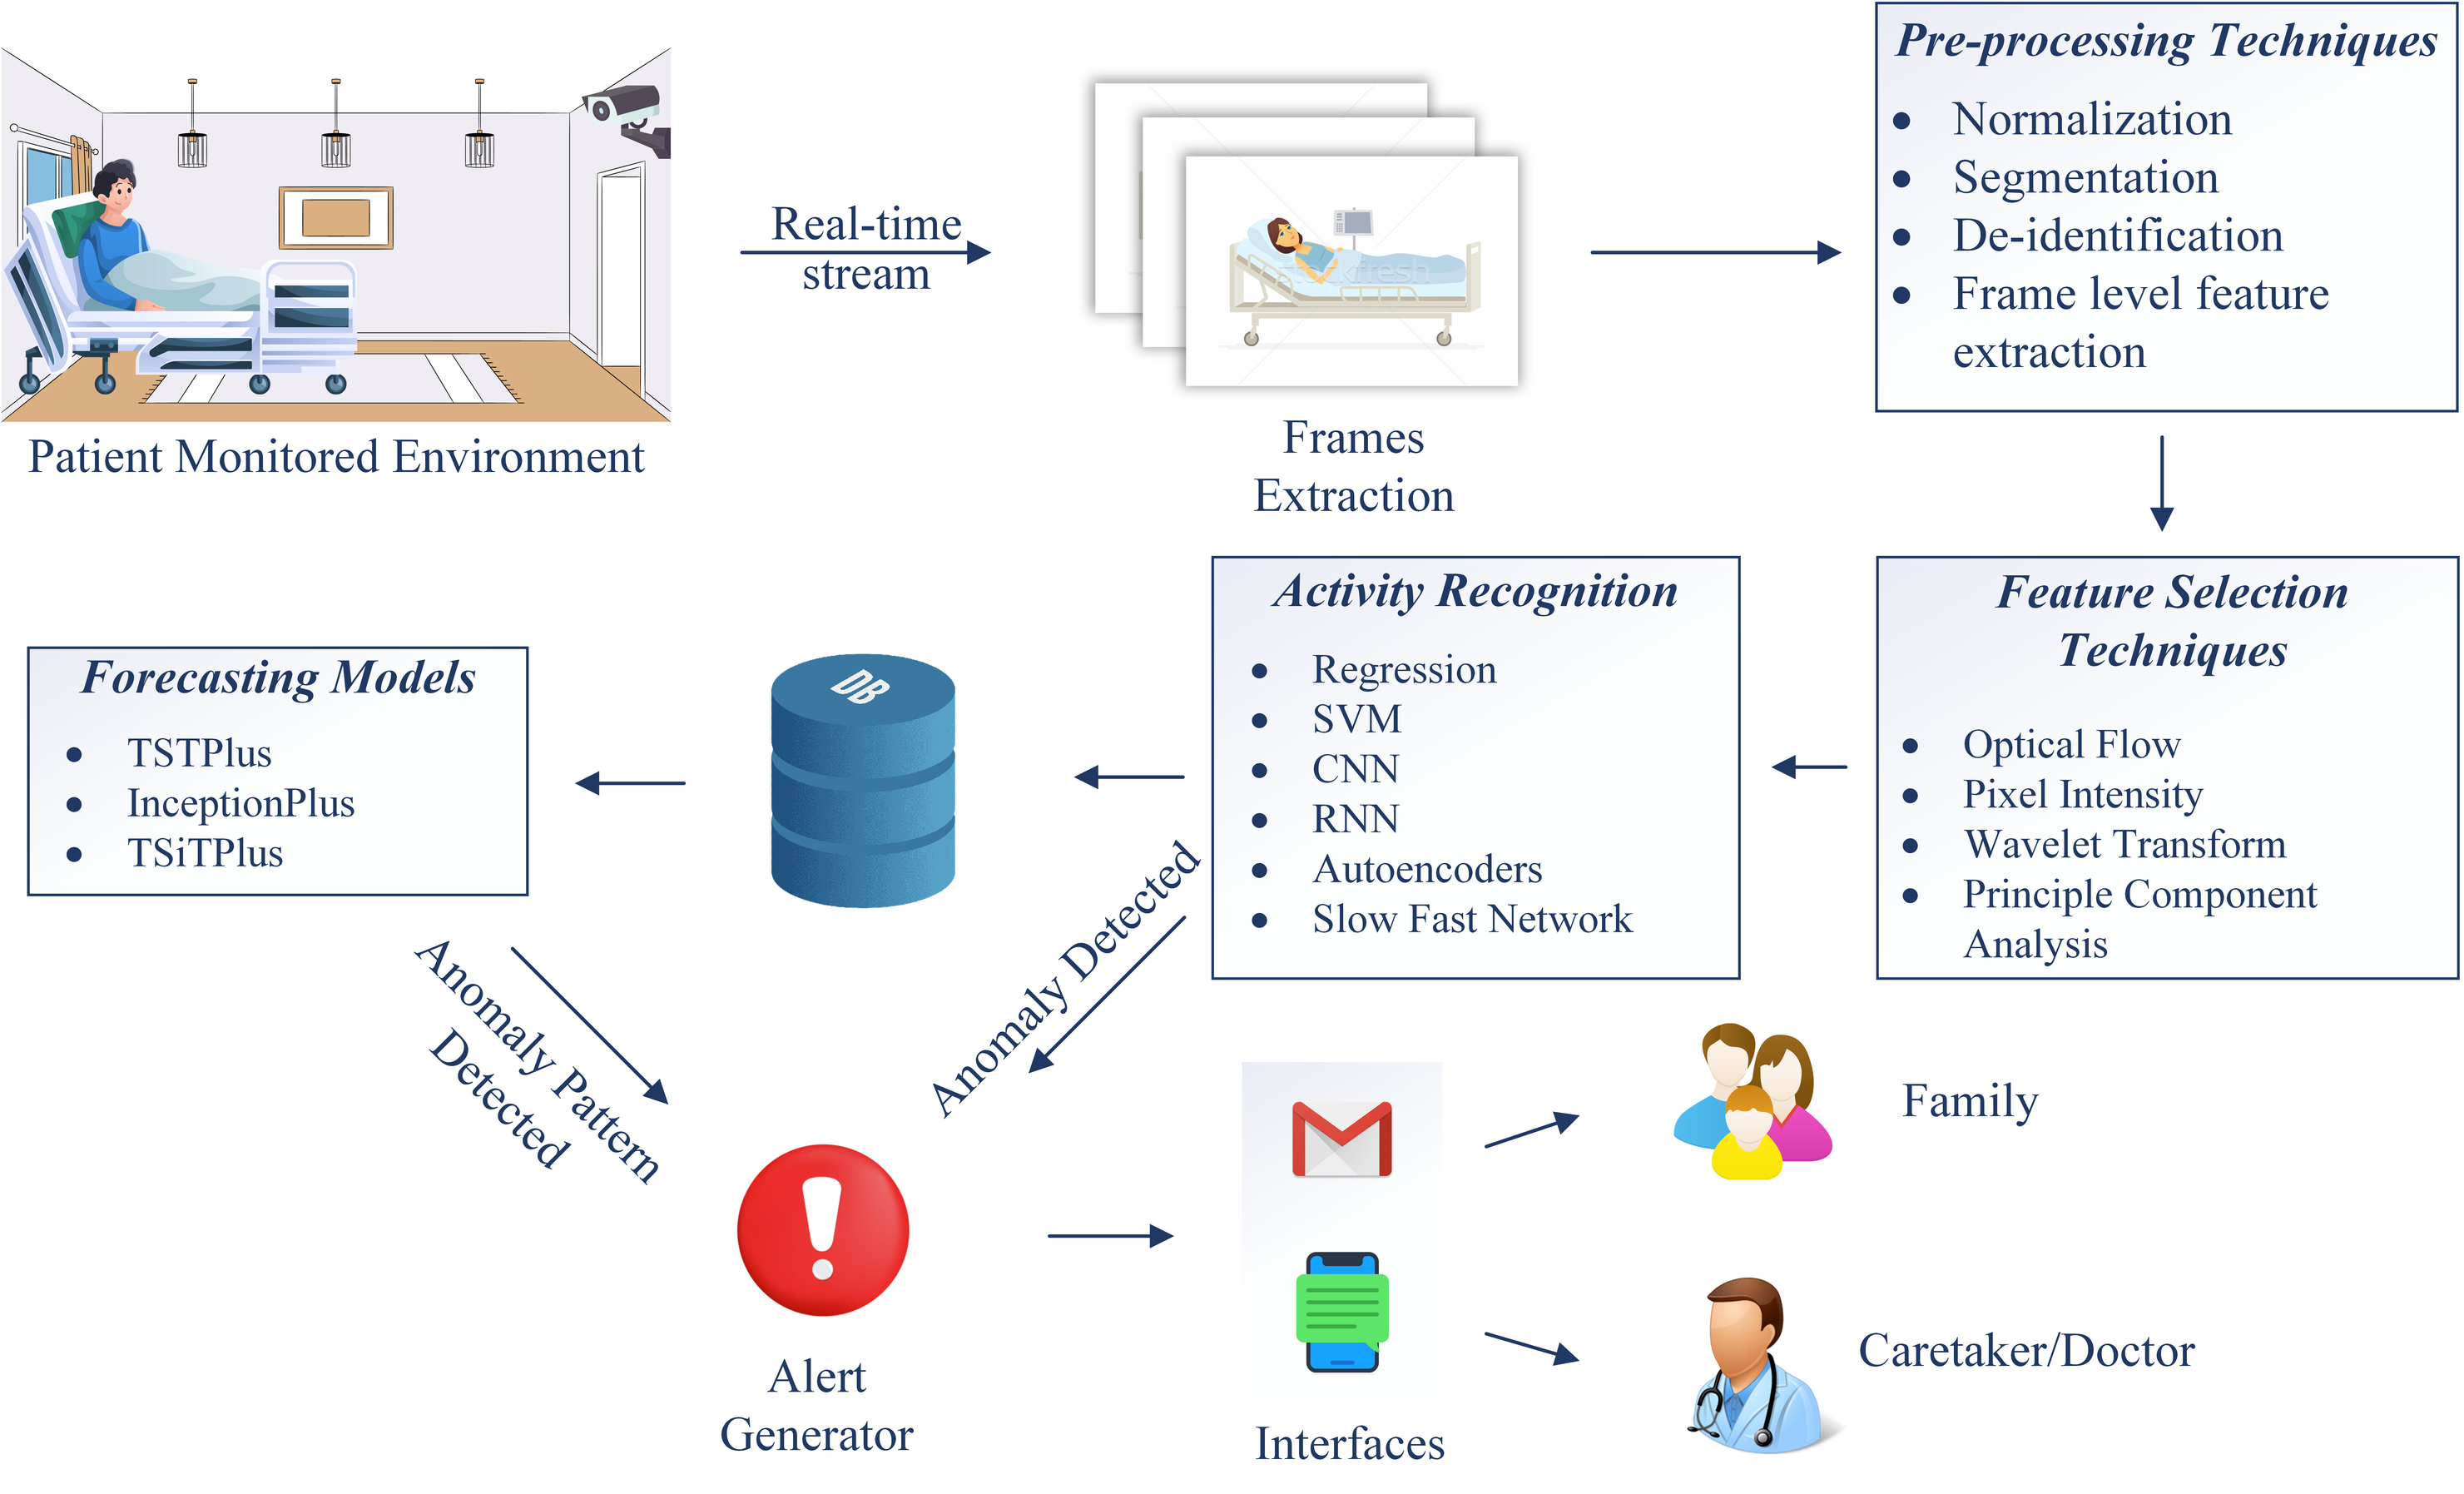 Patient Monitored Environment
Real-time
stream
Frames
Extraction
Pre-processing Techniques
• Normalization
• Segmentation
• De-identification
• Frame level feature
extraction
Feature Selection
Techniques
• Optical Flow
• Pixel Intensity
• Wavelet Transform
• Principle Component
Analysis
Activity Recognition
• Regression
• SVM
• CNN
• RNN
• Autoencoders
• Slow Fast Network
DB
Forecasting Models
• TSTPlus
• InceptionPlus
• TSiTPlus
Anomaly Pattern
Detected
Anomaly Detected
Alert
Generator
Interfaces
Family
Caretaker/Doctor